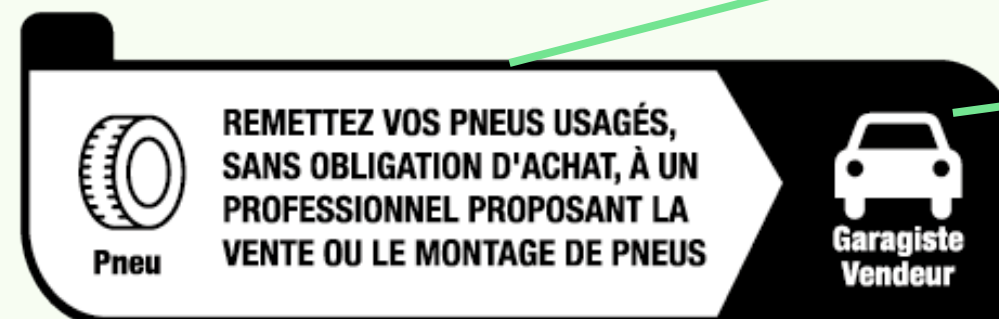 REMETTEZ VOS PNEUS USAGÉS,
SANS OBLIGATION D'ACHAT, À UN
PROFESSIONNEL PROPOSANT LA
VENTE OU LE MONTAGE DE PNEUS
Pneu
Garagiste
Vendeur